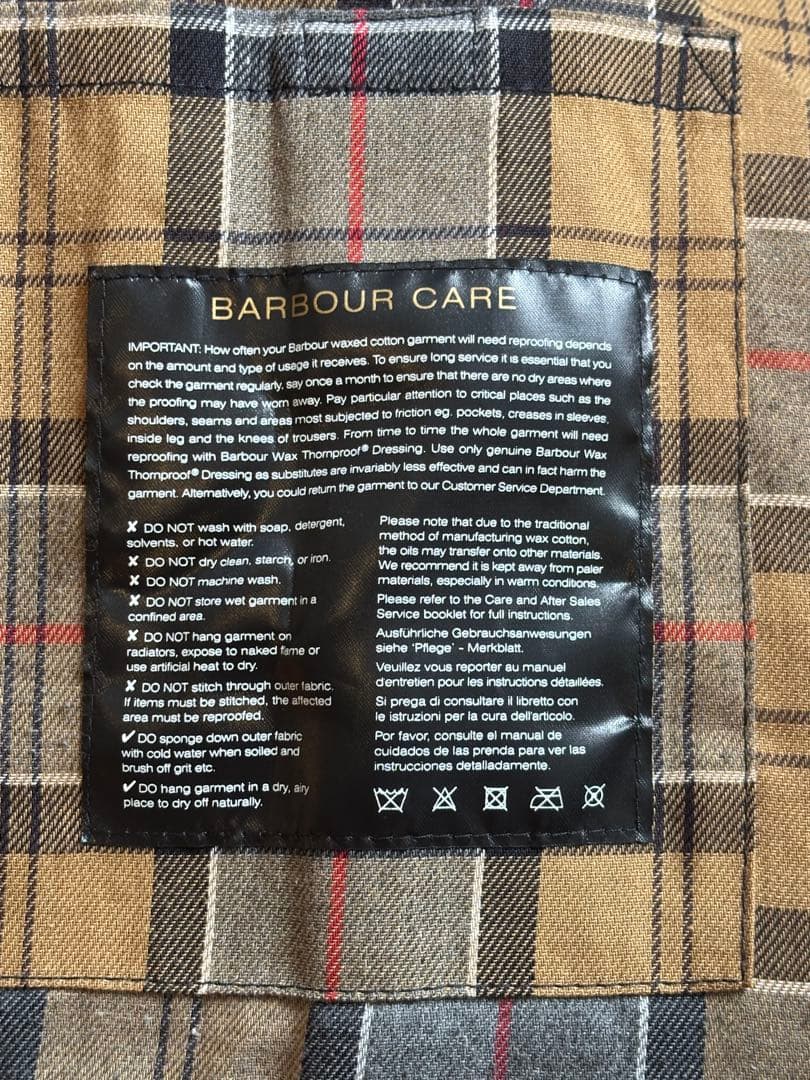 BARBOUR CARE
IMPORTANT: How often your Barbour waxed cotton garment will need reproofing depends
on the amount and type of usage it receives. To ensure long service it is essential that you
check the garment regularly, say once a month to ensure that there are no dry areas where
the proofing may have worn away. Pay particular attention to critical places such as the
shoulders, seams and areas most subjected to friction eg. pockets, creases in sleeves,
inside leg and the knees of trousers. From time to time the whole garment will need
reproofing with Barbour Wax Thornproof® Dressing. Use only genuine Barbour Wax
Thornproof® Dressing as substitutes are invariably less effective and can in fact harm the
garment. Alternatively, you could return the garment to our Customer Service Department.
✘ DO NOT wash with soap, detergent,
solvents, or hot water.
✘ DO NOT dry clean, starch, or iron.
✘ DO NOT machine wash.
✘ DO NOT store wet garment in a
confined area.
✘ DO NOT hang garment on
radiators, expose to naked flame or
use artificial heat to dry.
✘ DO NOT stitch through outer fabric.
If items must be stitched, the affected
area must be reproofed.
✔ DO sponge down outer fabric
with cold water when soiled and
brush off grit etc.
✔ DO hang garment in a dry, airy
place to dry off naturally.
Please note that due to the traditional
method of manufacturing wax cotton,
the oils may transfer onto other materials.
We recommend it is kept away from paler
materials, especially in warm conditions.
Please refer to the Care and After Sales
Service booklet for full instructions.
Ausführliche Gebrauchsanweisungen
siehe 'Pflege' - Merkblatt.
Veuillez vous reporter au manuel
d'entretien pour les instructions détaillées.
Si prega di consultare il libretto con
le istruzioni per la cura dell'articolo.
Por favor, consulte el manual de
cuidados de las prenda para ver las
instrucciones detalladamente.